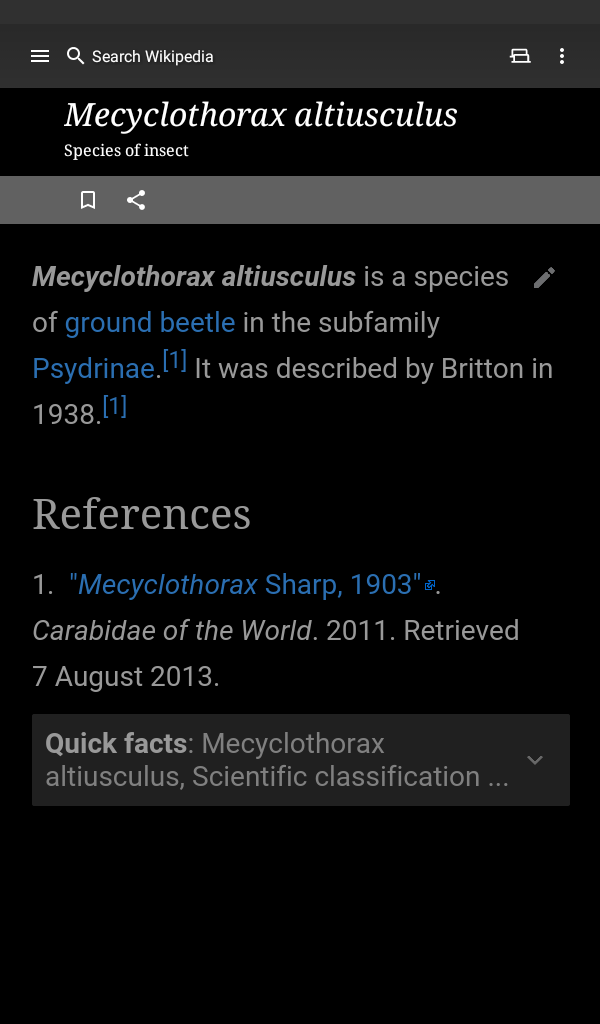 Search Wikipedia
Mecyclothorax altiusculus
Species of insect
Mecyclothorax altiusculus is a species
of ground beetle in the subfamily
Psydrinae.[1] It was described by Britton in
1938.[1]
References
1. "Mecyclothorax Sharp, 1903".
Carabidae of the World. 2011. Retrieved
7 August 2013.
Quick facts: Mecyclothorax
altiusculus, Scientific classification ...